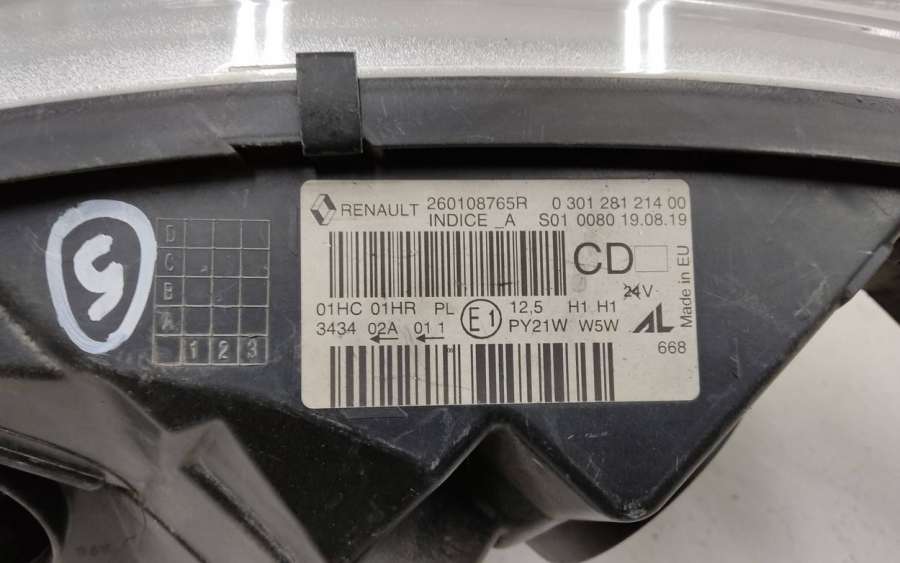 RENAULT 260108765R 0 301 281 214 00
INDICE _A S01 0080 19.08.19
CD
24V
Made in EU
01HC 01HR PL E1 12,5 H1 H1
3434 02A 01 1 PY21W W5W AL
668
D
C
B
A
1 2 3